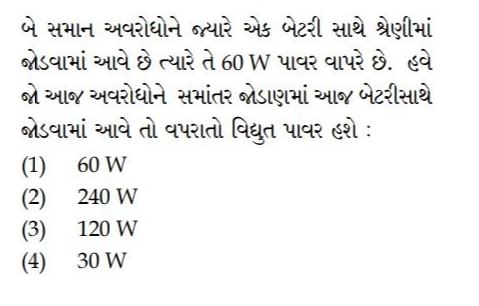 બે સમાન અવરોધોને જ્યારે એક બેટરી સાથે શ્રેણીમાં
જોડવામાં આવે છે ત્યારે તે 60 W પાવર વાપરે છે. હવે
જો આજ અવરોધોને સમાંતર જોડાણમાં આજ બેટરીસાથે
જોડવામાં આવે તો વપરાતો વિદ્યુત પાવર હશે :
(1) 60 W
(2) 240 W
(3) 120 W
(4) 30 W